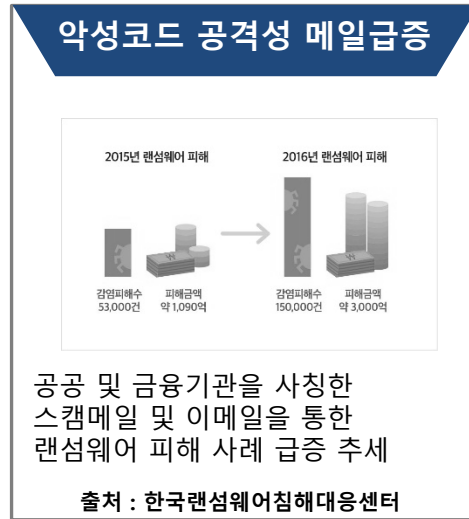 악성코드 공격성 메일급증
2015년 랜섬웨어 피해
2016년 랜섬웨어 피해
감염피해수
53,000건
피해금액
약 1,090억
감염피해수
150,000건
피해금액
약 3,000억
공공 및 금융기관을 사칭한
스캠메일 및 이메일을 통한
랜섬웨어 피해 사례 급증 추세
출처 : 한국랜섬웨어침해대응센터